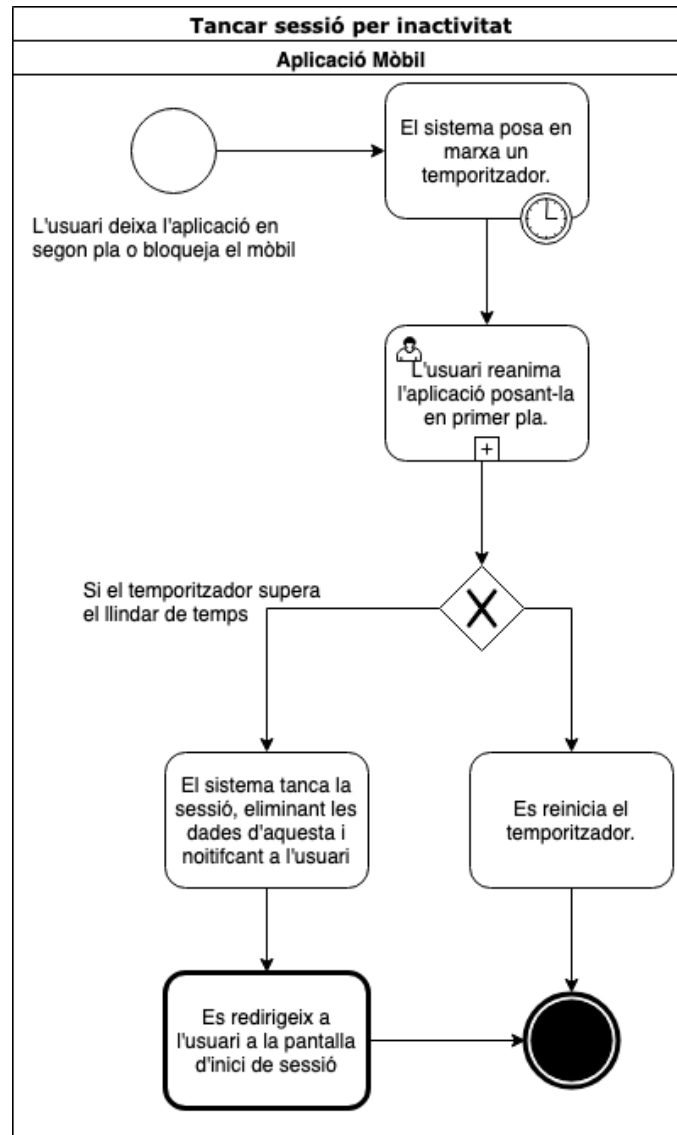 Tancar sessió per inactivitat
Aplicació Mòbil
El sistema posa en
marxa un
temporitzador.
L'usuari deixa l'aplicació en
segon pla o bloqueja el mòbil
L'usuari reanima
l'aplicació posant-la
en primer pla.
Si el temporitzador supera
el llindar de temps
El sistema tanca la
sessió, eliminant les
dades d'aquesta i
noitifcant a l'usuari
Es reinicia el
temporitzador.
Es redirigeix a
l'usuari a la pantalla
d'inici de sessió